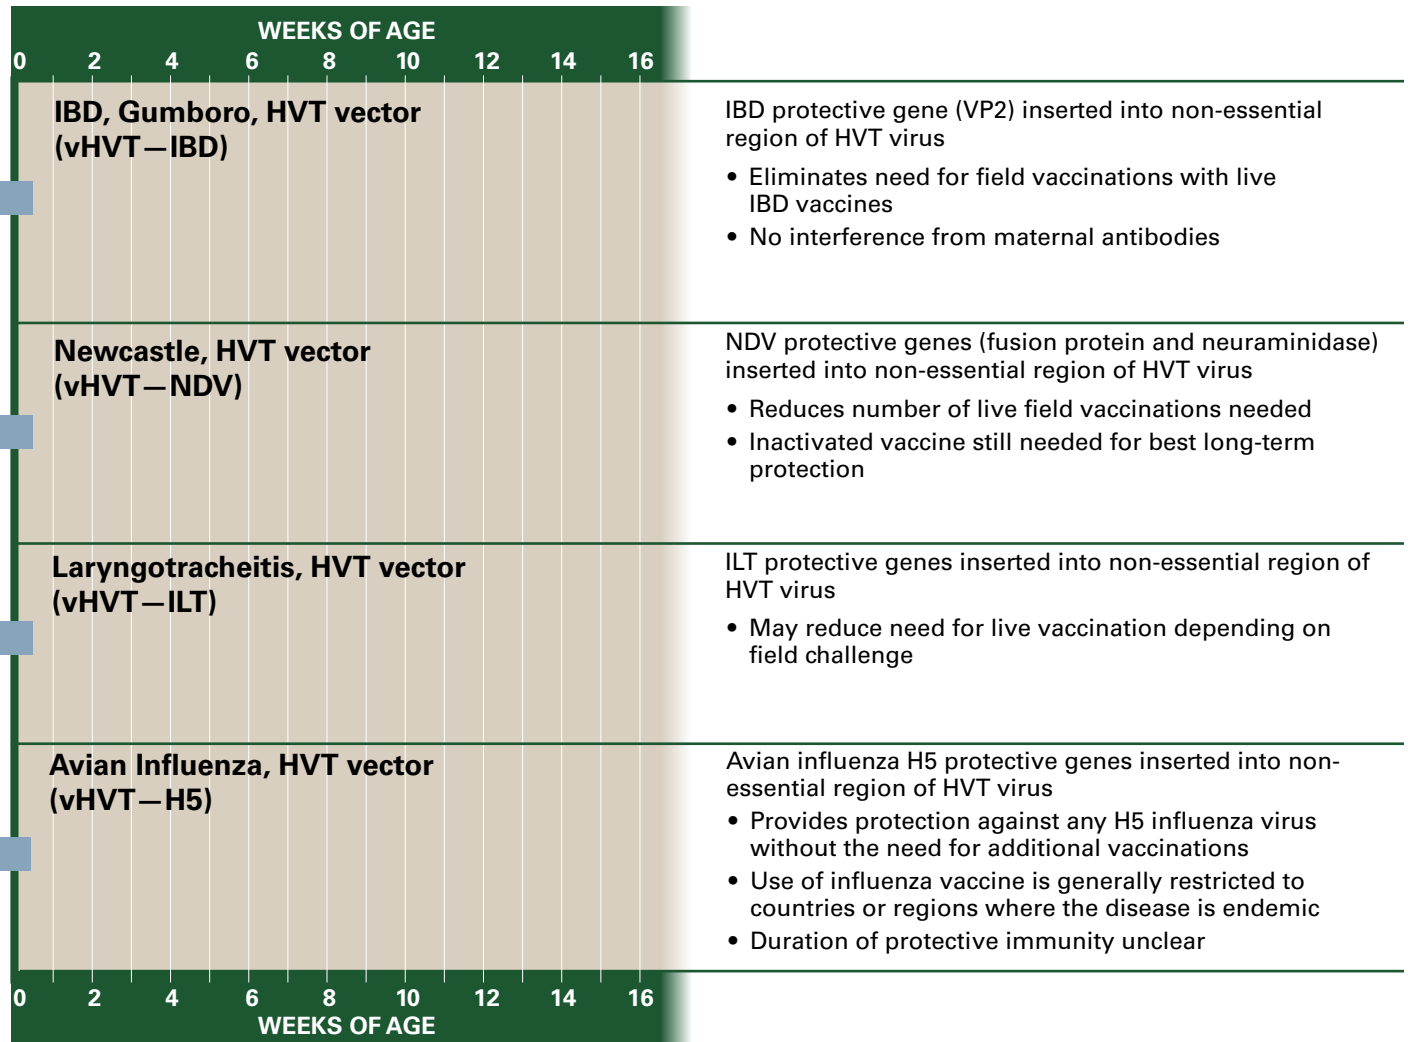 WEEKS OF AGE
0 2 4 6 8 10 12 14 16
IBD, Gumboro, HVT vector
(vHVT—IBD)
IBD protective gene (VP2) inserted into non-essential
region of HVT virus
• Eliminates need for field vaccinations with live
IBD vaccines
• No interference from maternal antibodies
Newcastle, HVT vector
(vHVT—NDV)
NDV protective genes (fusion protein and neuraminidase)
inserted into non-essential region of HVT virus
• Reduces number of live field vaccinations needed
• Inactivated vaccine still needed for best long-term
protection
Laryngotracheitis, HVT vector
(vHVT—ILT)
ILT protective genes inserted into non-essential region of
HVT virus
• May reduce need for live vaccination depending on
field challenge
Avian Influenza, HVT vector
(vHVT—H5)
Avian influenza H5 protective genes inserted into non-
essential region of HVT virus
• Provides protection against any H5 influenza virus
without the need for additional vaccinations
• Use of influenza vaccine is generally restricted to
countries or regions where the disease is endemic
• Duration of protective immunity unclear
0 2 4 6 8 10 12 14 16
WEEKS OF AGE